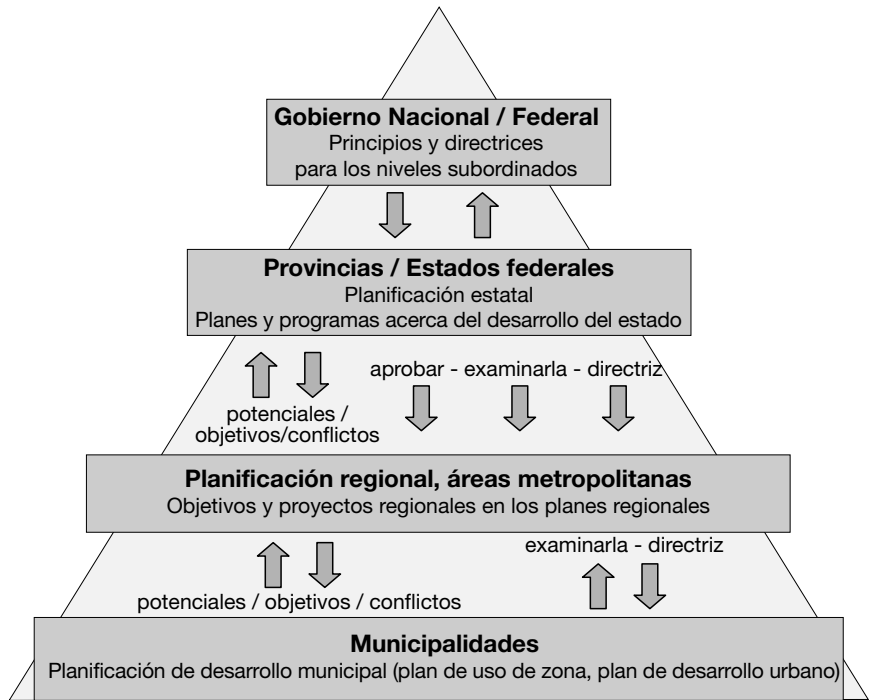 Gobierno Nacional / Federal
Principios y directrices
para los niveles subordinados
Provincias / Estados federales
Planificación estatal
Planes y programas acerca del desarrollo del estado
aprobar - examinarla - directriz
potenciales /
objetivos/conflictos
Planificación regional, áreas metropolitanas
Objetivos y proyectos regionales en los planes regionales
examinarla - directriz
potenciales / objetivos / conflictos
Municipalidades
Planificación de desarrollo municipal (plan de uso de zona, plan de desarrollo urbano)